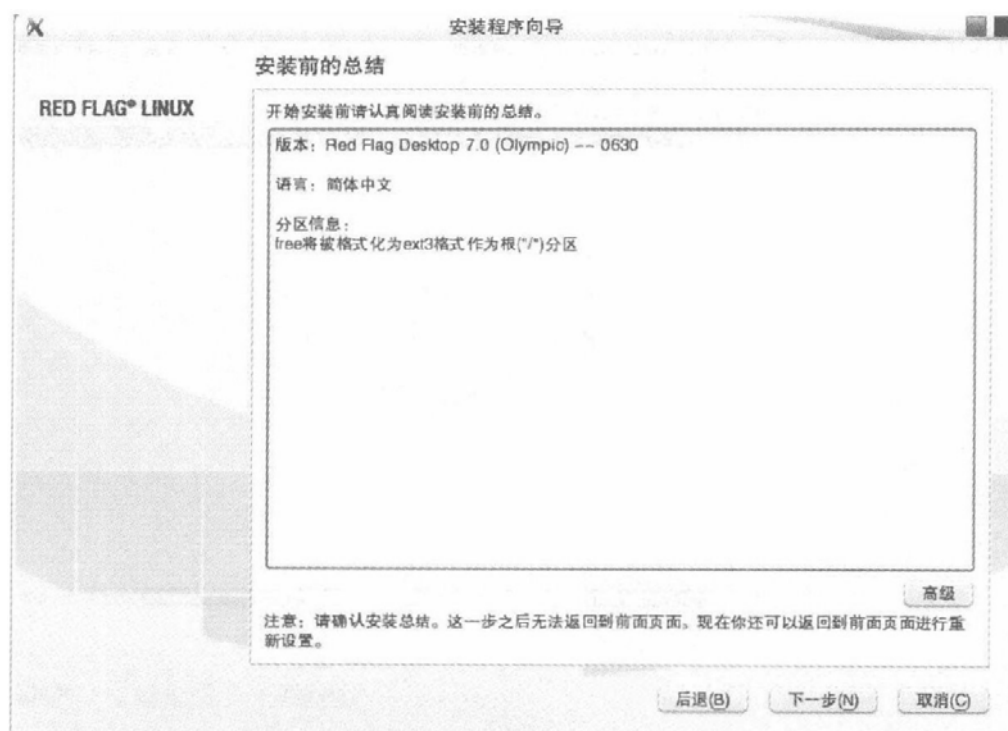 安装程序向导
安装前的总结
RED FLAG® LINUX
开始安装前请认真阅读安装前的总结。
版本：Red Flag Desktop 7.0 (Olympic) -- 0630
语言：简体中文
分区信息：
free将被格式化为ext3格式作为根("/")分区
高级
注意：请确认安装总结。这一步之后无法返回到前面页面。现在你还可以返回到前面页面进行重
新设置。
后退(B) 下一步(N) 取消(C)